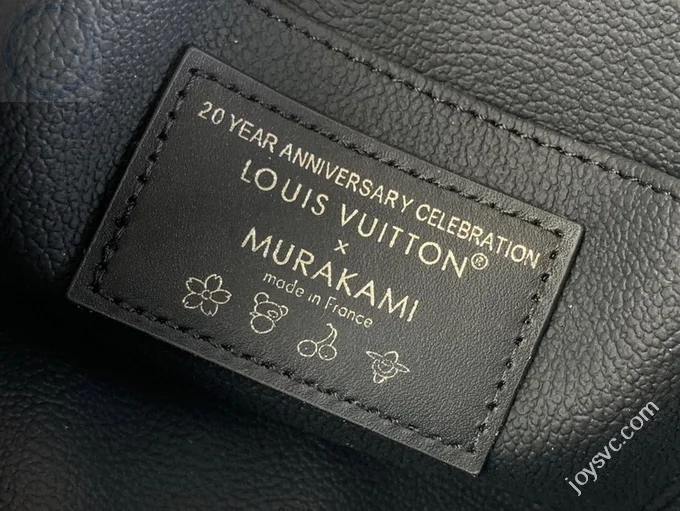 20 YEAR ANNIVERSARY CELEBRATION
LOUIS VUITTON®
×
MURAKAMI
made in France
joysvc.com